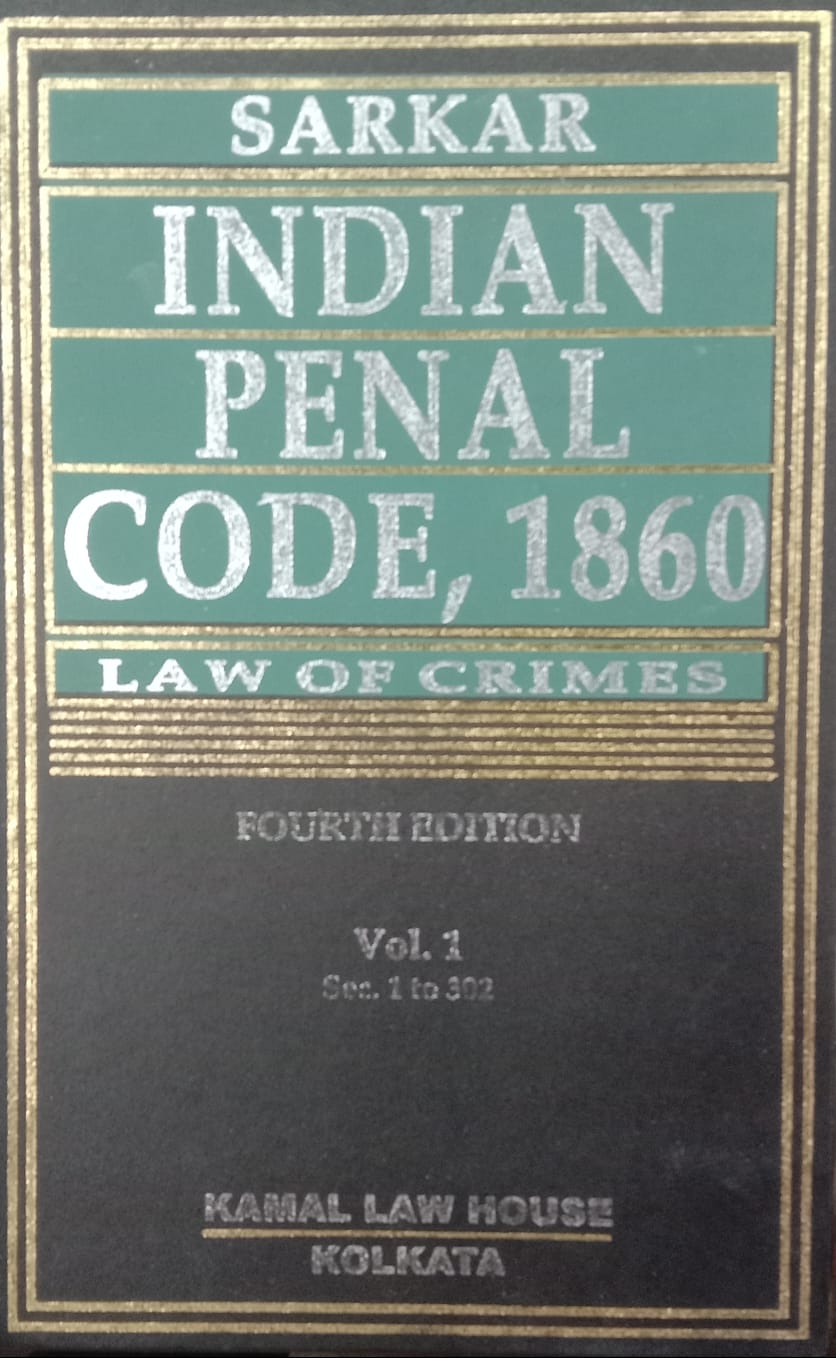 SARKAR
INDIAN
PENAL
CODE, 1860
LAW OF CRIMES
FOURTH EDITION
Vol. 1
Sec. 1 to 302
KAMAL LAW HOUSE
KOLKATA